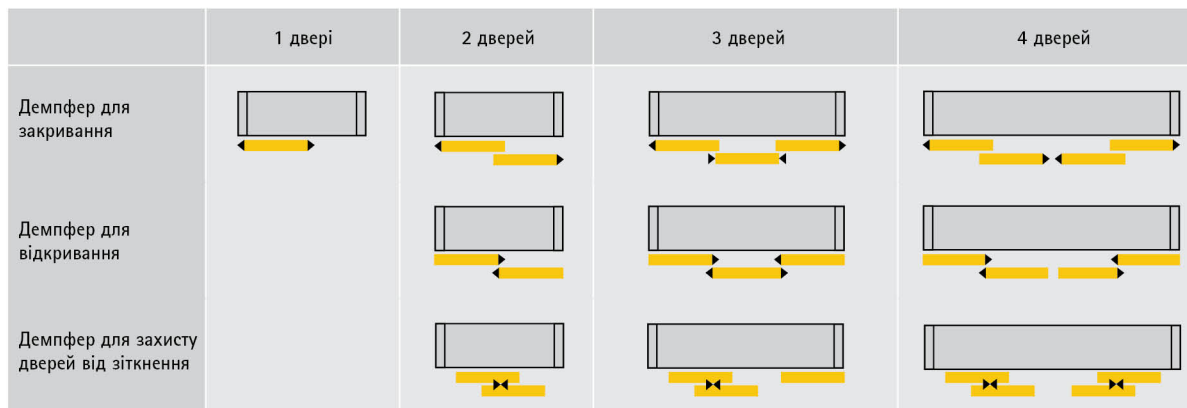 1 двері
2 дверей
3 дверей
4 дверей
Демпфер для
закривання
Демпфер для
відкривання
Демпфер для захисту
дверей від зіткнення